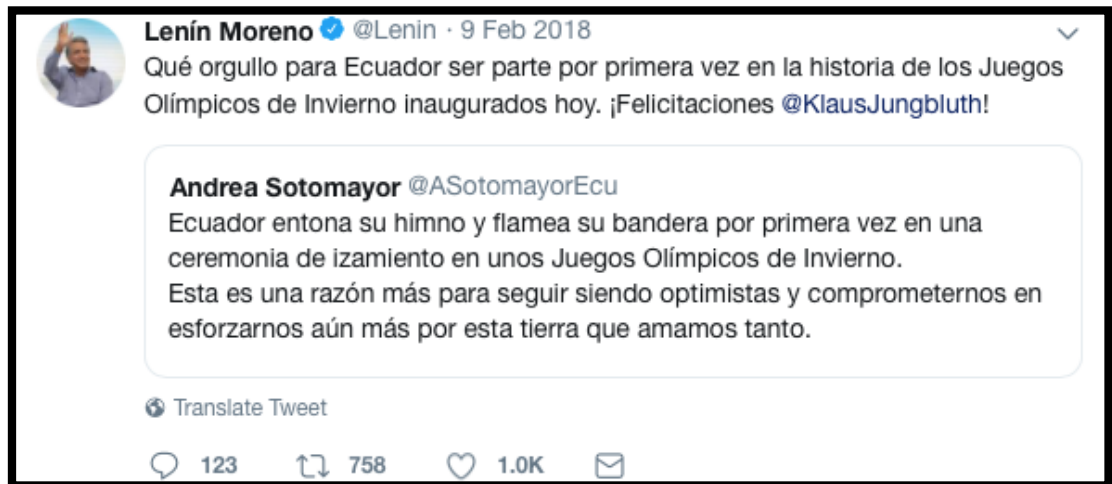 Lenín Moreno @Lenin · 9 Feb 2018
Qué orgullo para Ecuador ser parte por primera vez en la historia de los Juegos
Olímpicos de Invierno inaugurados hoy. ¡Felicitaciones @KlausJungbluth!
Andrea Sotomayor @ASotomayorEcu
Ecuador entona su himno y flamea su bandera por primera vez en una
ceremonia de izamiento en unos Juegos Olímpicos de Invierno.
Esta es una razón más para seguir siendo optimistas y comprometernos en
esforzarnos aún más por esta tierra que amamos tanto.
Translate Tweet
123 758 1.0K